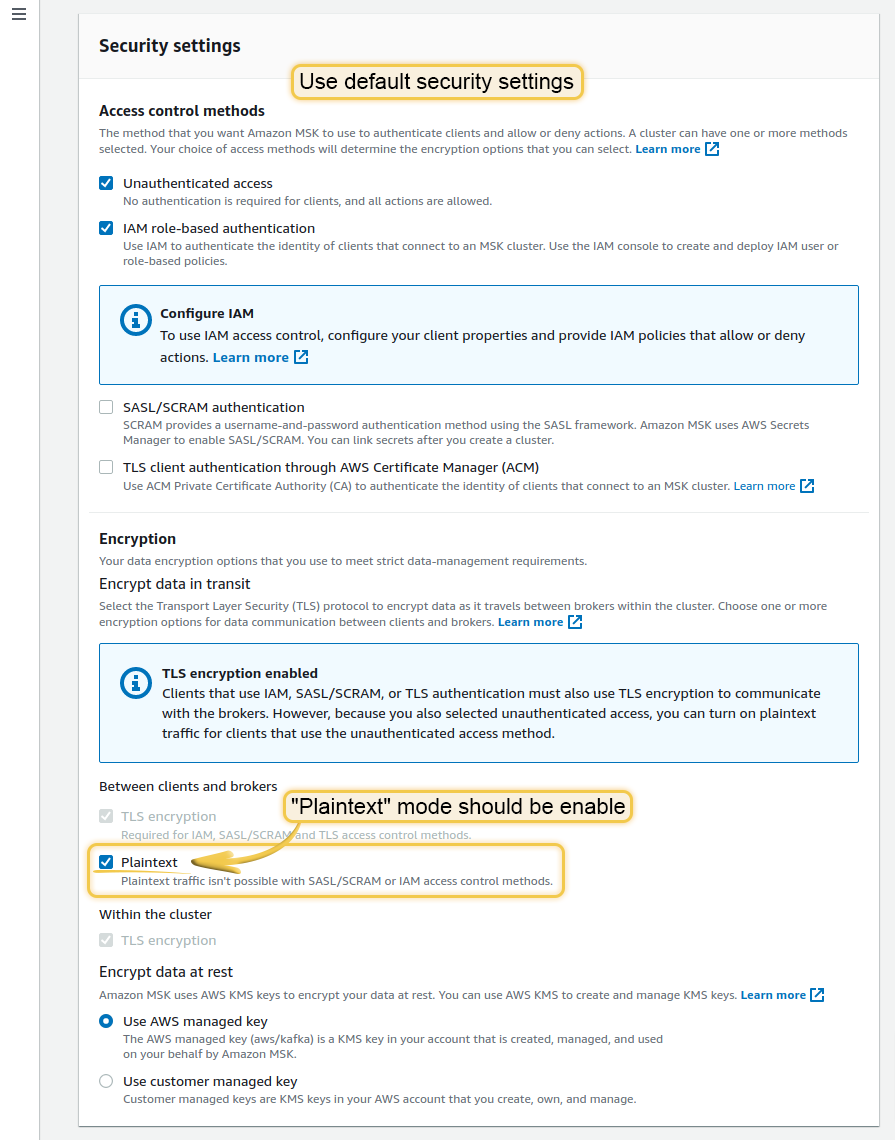 Security settings
Use default security settings
Access control methods
The method that you want Amazon MSK to use to authenticate clients and allow or deny actions. A cluster can have one or more methods
selected. Your choice of access methods will determine the encryption options that you can select. Learn more
Unauthenticated access
No authentication is required for clients, and all actions are allowed.
IAM role-based authentication
Use IAM to authenticate the identity of clients that connect to an MSK cluster. Use the IAM console to create and deploy IAM user or
role-based policies.
Configure IAM
To use IAM access control, configure your client properties and provide IAM policies that allow or deny
actions. Learn more
SASL/SCRAM authentication
SCRAM provides a username-and-password authentication method using the SASL framework. Amazon MSK uses AWS Secrets
Manager to enable SASL/SCRAM. You can link secrets after you create a cluster.
TLS client authentication through AWS Certificate Manager (ACM)
Use ACM Private Certificate Authority (CA) to authenticate the identity of clients that connect to an MSK cluster. Learn more
Encryption
Your data encryption options that you use to meet strict data-management requirements.
Encrypt data in transit
Select the Transport Layer Security (TLS) protocol to encrypt data as it travels between brokers within the cluster. Choose one or more
encryption options for data communication between clients and brokers. Learn more
TLS encryption enabled
Clients that use IAM, SASL/SCRAM, or TLS authentication must also use TLS encryption to communicate
with the brokers. However, because you also selected unauthenticated access, you can turn on plaintext
traffic for clients that use the unauthenticated access method.
Between clients and brokers
"Plaintext" mode should be enable
TLS encryption
Required for IAM, SASL/SCRAM and TLS access control methods.
Plaintext
Plaintext traffic isn't possible with SASL/SCRAM or IAM access control methods.
Within the cluster
TLS encryption
Encrypt data at rest
Amazon MSK uses AWS KMS keys to encrypt your data at rest. You can use AWS KMS to create and manage KMS keys. Learn more
Use AWS managed key
The AWS managed key (aws/kafka) is a KMS key in your account that is created, managed, and used
on your behalf by Amazon MSK.
Use customer managed key
Customer managed keys are KMS keys in your AWS account that you create, own, and manage.